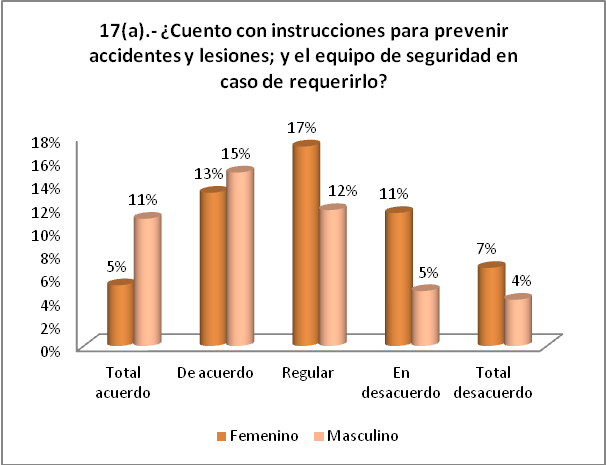 17(a).- ¿Cuento con instrucciones para prevenir
accidentes y lesiones; y el equipo de seguridad en
caso de requerirlo?
18%
16%
14%
12%
10%
8%
6%
4%
2%
0%
5%
11%
13%
15%
17%
12%
11%
5%
7%
4%
Total
acuerdo
De acuerdo
Regular
En
desacuerdo
Total
desacuerdo
Femenino
Masculino